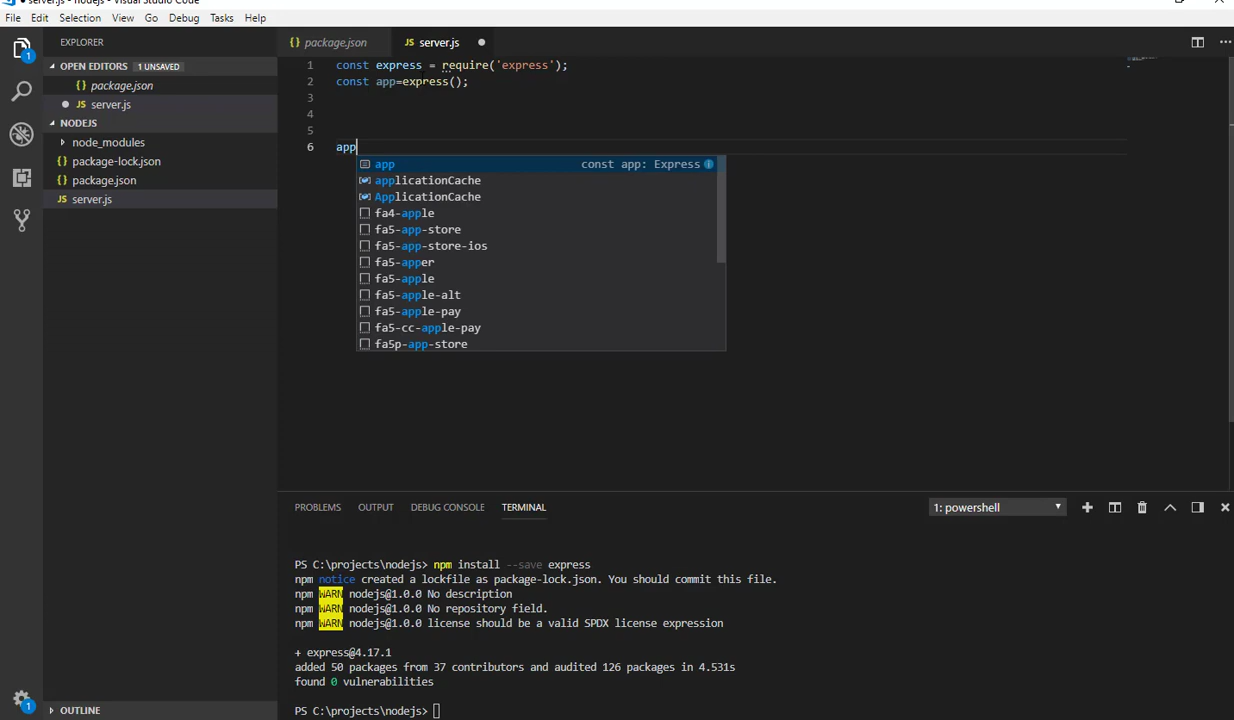 server.js - nodejs - Visual Studio Code
File Edit Selection View Go Debug Tasks Help
EXPLORER
{} package.json JS server.js
OPEN EDITORS 1 UNSAVED
{} package.json
JS server.js
NODEJS
node_modules
{} package-lock.json
{} package.json
JS server.js
OUTLINE
1
1
1 const express = require('express');
2 const app=express();
3
4
5
6 app
app const app: Express
applicationCache
ApplicationCache
fa4-apple
fa5-app-store
fa5-app-store-ios
fa5-apper
fa5-apple
fa5-apple-alt
fa5-apple-pay
fa5-cc-apple-pay
fa5p-app-store
PROBLEMS OUTPUT DEBUG CONSOLE TERMINAL 1: powershell
PS C:\projects\nodejs> npm install --save express
npm notice created a lockfile as package-lock.json. You should commit this file.
npm WARN nodejs@1.0.0 No description
npm WARN nodejs@1.0.0 No repository field.
npm WARN nodejs@1.0.0 license should be a valid SPDX license expression
+ express@4.17.1
added 50 packages from 37 contributors and audited 126 packages in 4.531s
found 0 vulnerabilities
PS C:\projects\nodejs>